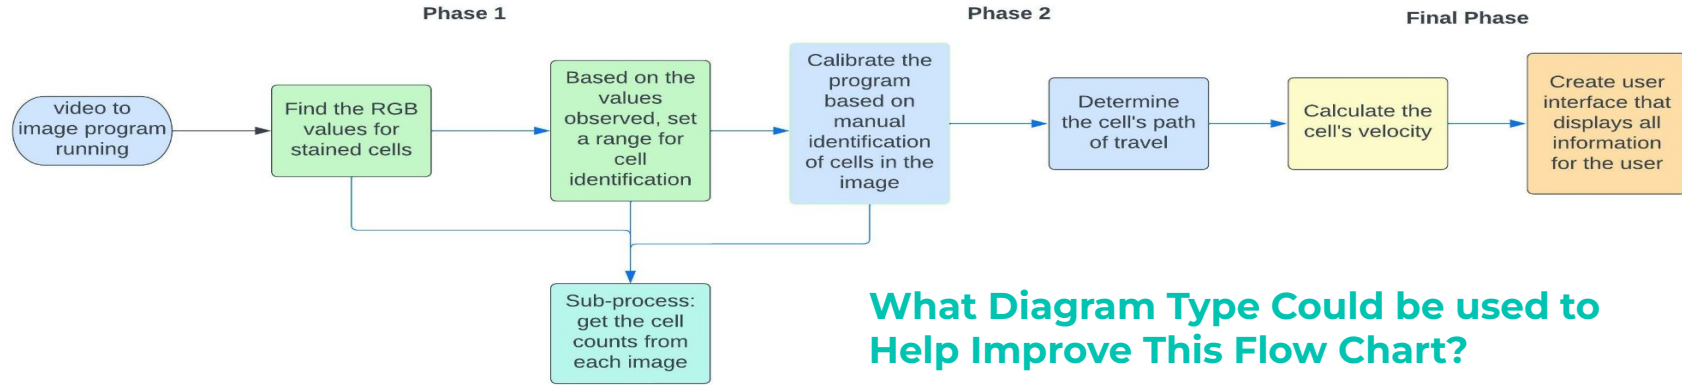 Phase 1
Phase 2
Final Phase
video to
image program
running
Find the RGB
values for
stained cells
Based on the
values
observed, set
a range for
cell
identification
Calibrate the
program
based on
manual
identification
of cells in the
image
Determine
the cell's path
of travel
Calculate the
cell's velocity
Create user
interface that
displays all
information
for the user
Sub-process:
get the cell
counts from
each image
What Diagram Type Could be used to
Help Improve This Flow Chart?